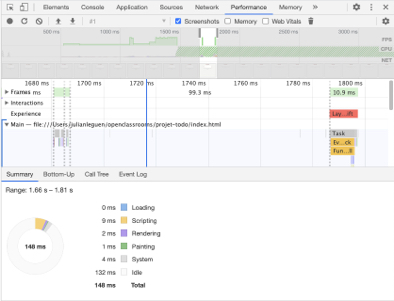 Elements Console Application Sources Network Performance Memory »
#1 Screenshots Memory Web Vitals
500 ms 1000 ms 1500 ms 2000 ms 2500 ms 3000 ms
FPS
CPU
NET
1680 ms 1700 ms 1720 ms 1740 ms 1760 ms 1780 ms 1800 ms
Frames ms 99.3 ms 10.9 ms
Interactions
Experience Lay...ift
Main — file:///Users/julianleguen/openclassrooms/projet-todo/index.html
Task
Ev...ck
Fun...ll
Summary Bottom-Up Call Tree Event Log
Range: 1.66 s – 1.81 s
0 ms Loading
9 ms Scripting
2 ms Rendering
1 ms Painting
4 ms System
132 ms Idle
148 ms Total
148 ms